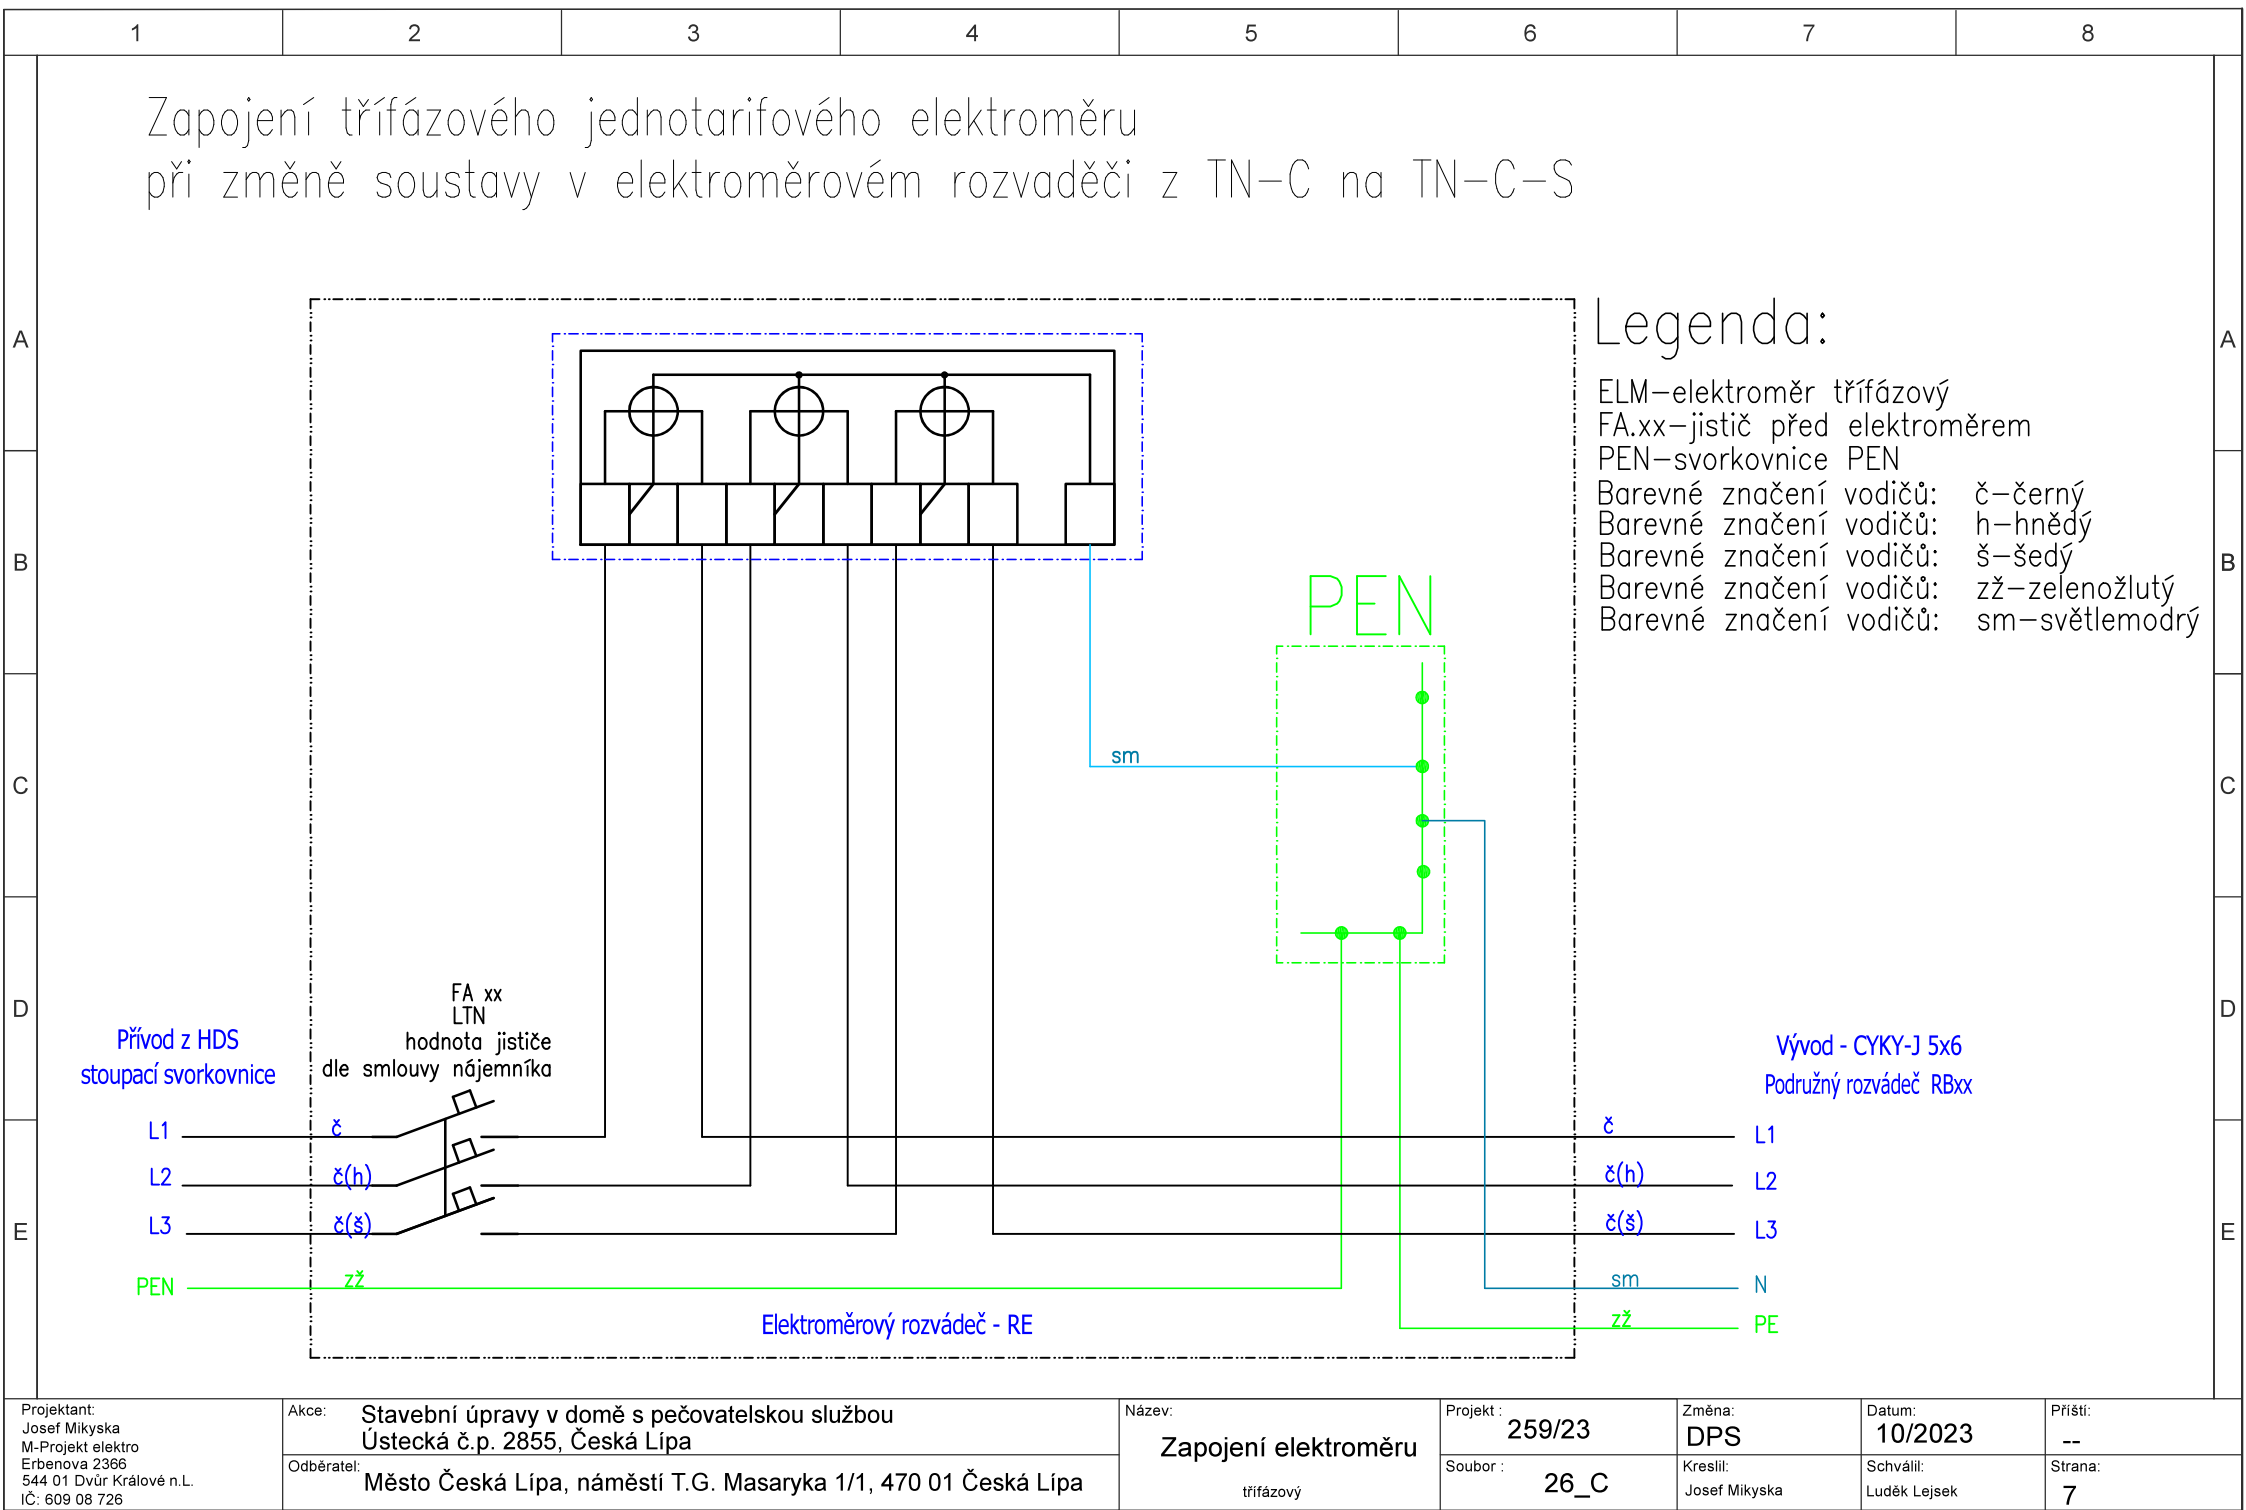 1 2 3 4 5 6 7 8
Zapojení třífázového jednotarifového elektroměru
při změně soustavy v elektroměrovém rozvaděči z TN-C na TN-C-S
Legenda:
A A
ELM-elektroměr třífázový
FA.xx-jistič před elektroměrem
PEN-svorkovnice PEN
Barevné značení vodičů: č-černý
Barevné značení vodičů: h-hnědý
Barevné značení vodičů: š-šedý
Barevné značení vodičů: zž-zelenožlutý
Barevné značení vodičů: sm-světlemodrý
B B
PEN
sm
C C
FA xx
LTN
hodnota jističe
dle smlouvy nájemníka
D D
Přívod z HDS
stoupací svorkovnice
Vývod - CYKY-J 5x6
Podružný rozváděč RBxx
L1 č č L1
L2 č(h) č(h) L2
L3 č(š) č(š) L3
E E
PEN zž sm N
zž PE
Elektroměrový rozváděč - RE
Projektant:
Josef Mikyska
M-Projekt elektro
Erbenova 2366
544 01 Dvůr Králové n.L.
IČ: 609 08 726
Akce: Stavební úpravy v domě s pečovatelskou službou
Ústecká č.p. 2855, Česká Lípa
Odběratel: Město Česká Lípa, náměstí T.G. Masaryka 1/1, 470 01 Česká Lípa
Název:
Zapojení elektroměru
třífázový
Projekt : 259/23
Soubor : 26_C
Změna:
DPS
Kreslil:
Josef Mikyska
Datum:
10/2023
Schválil:
Luděk Lejsek
Příští:
--
Strana:
7